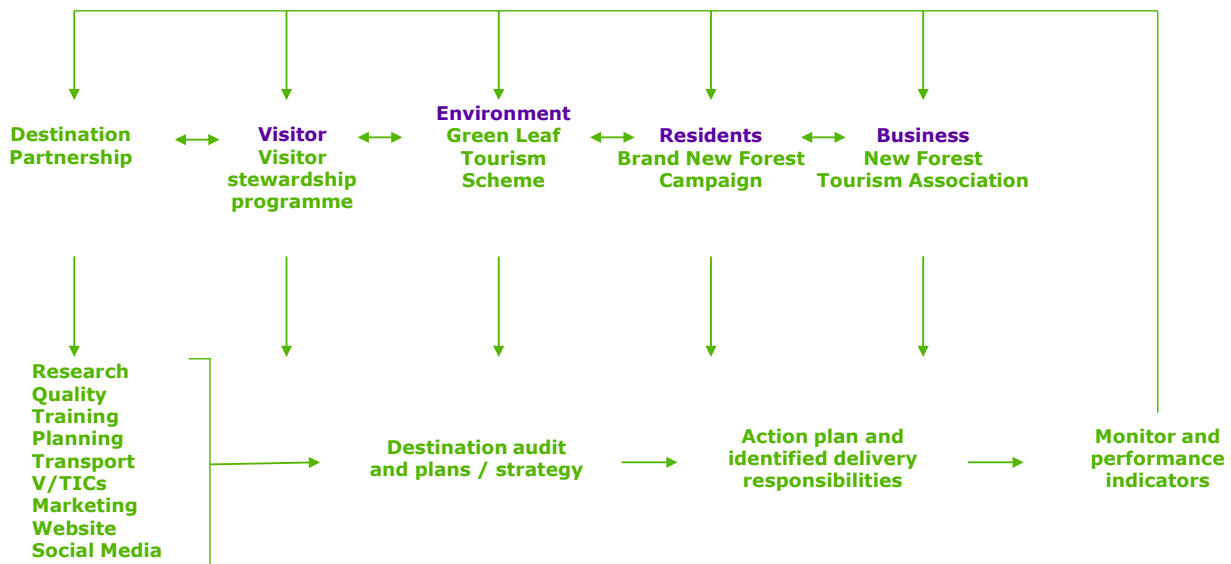 Destination
Partnership
Visitor
Visitor
stewardship
programme
Environment
Green Leaf
Tourism
Scheme
Residents
Brand New Forest
Campaign
Business
New Forest
Tourism Association
Research
Quality
Training
Planning
Transport
V/TICs
Marketing
Website
Social Media
Destination audit
and plans / strategy
Action plan and
identified delivery
responsibilities
Monitor and
performance
indicators